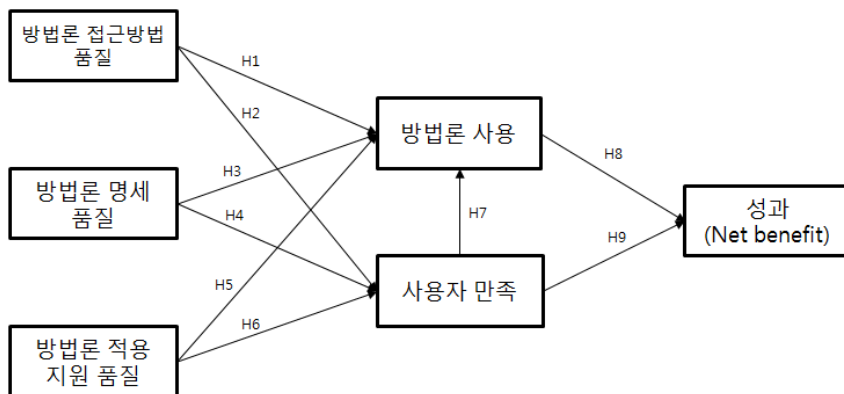 방법론 접근방법
품질
H1
H2
방법론 사용
H8
방법론 명세
품질
H3
H4
H7
성과
(Net benefit)
H9
H5
사용자 만족
H6
방법론 적용
지원 품질